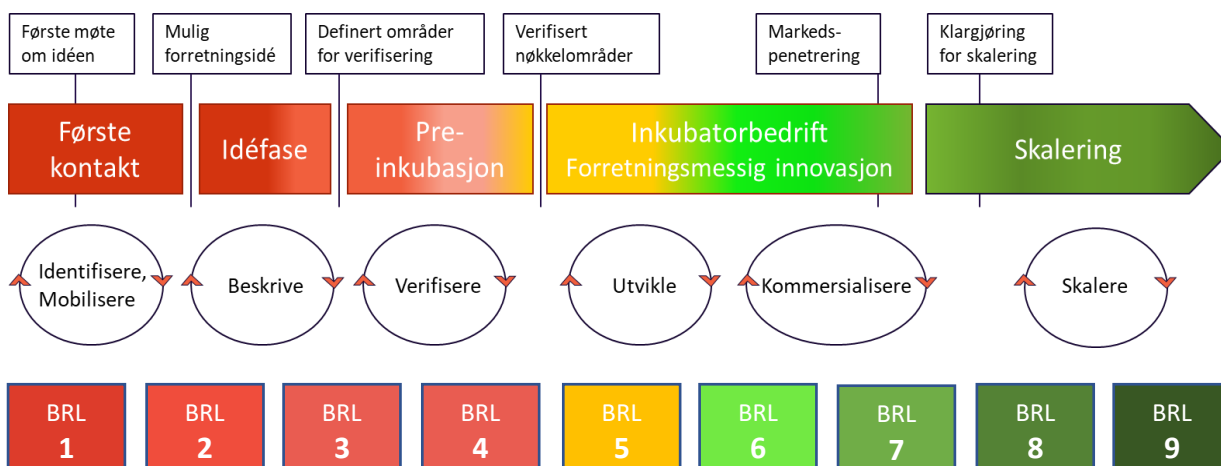 Første møte
om idéen
Mulig
forretningsidé
Definert områder
for verifisering
Verifisert
nøkkelområder
Markeds-
penetrering
Klargjøring
for skalering
Første
kontakt
Idéfase
Pre-
inkubasjon
Inkubatorbedrift
Forretningsmessig innovasjon
Skalering
Identifisere,
Mobilisere
Beskrive
Verifisere
Utvikle
Kommersialisere
Skalere
BRL
1
BRL
2
BRL
3
BRL
4
BRL
5
BRL
6
BRL
7
BRL
8
BRL
9